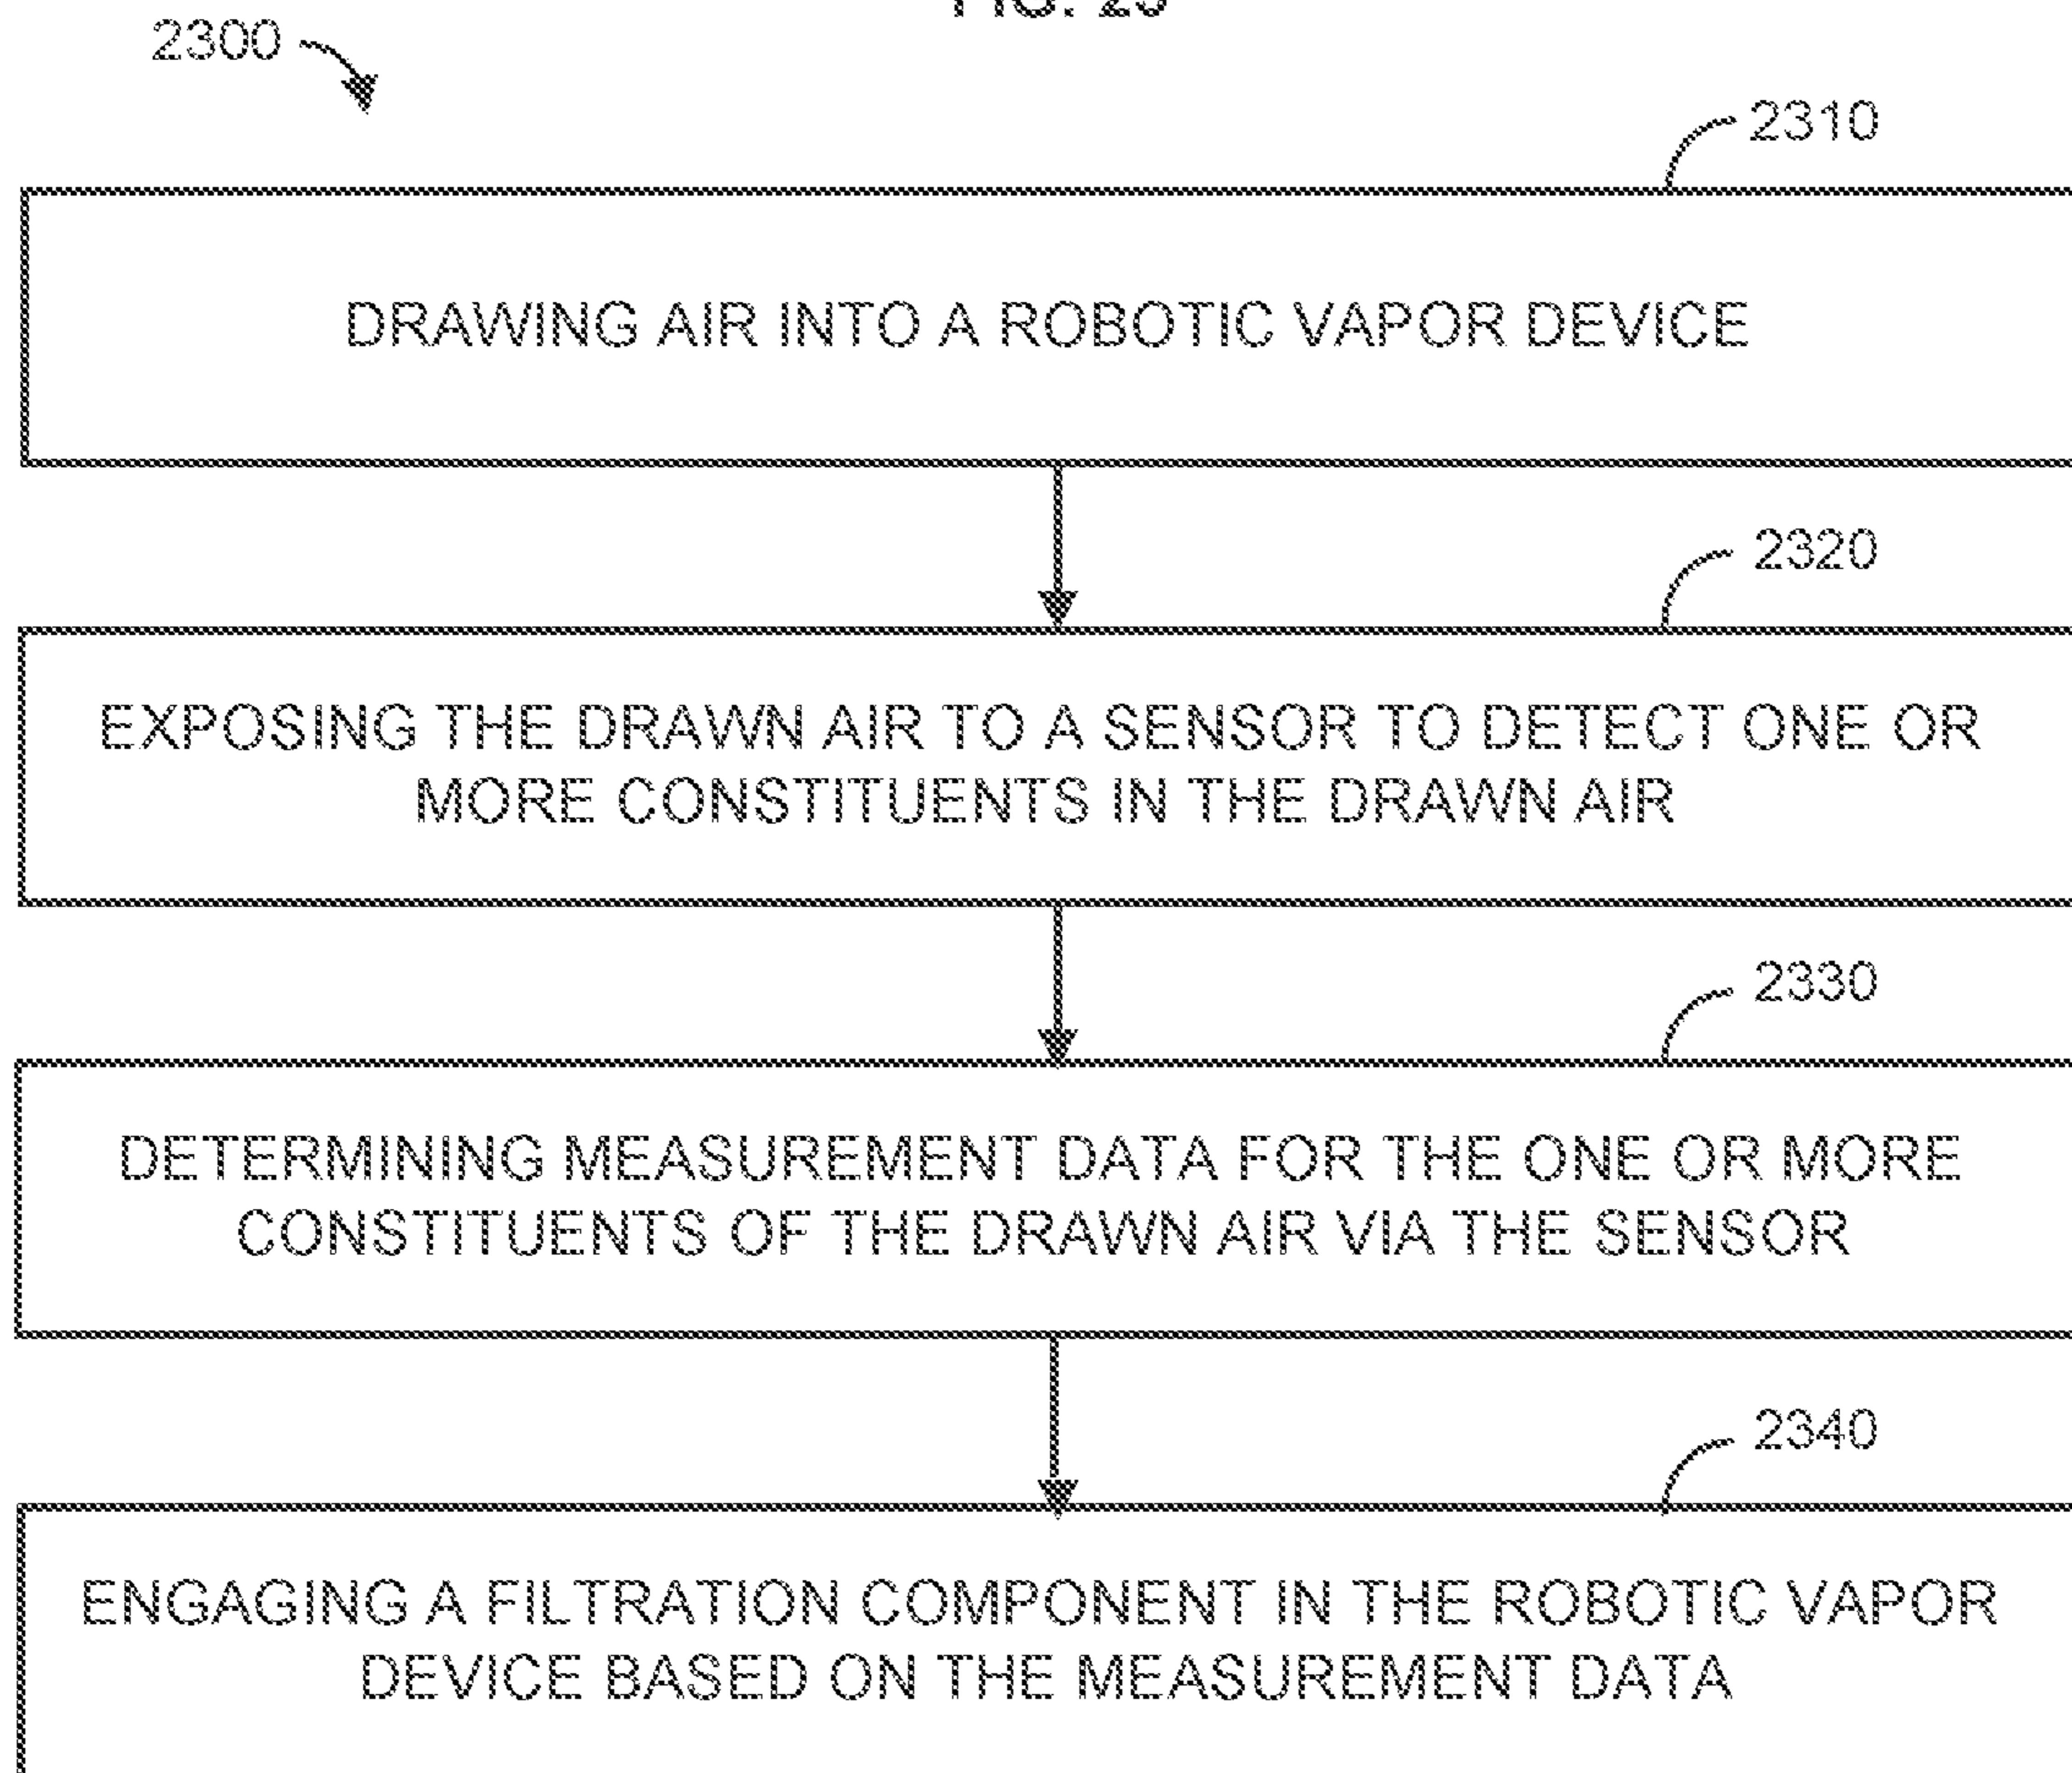 FIG. 23
2300
2310
DRAWING AIR INTO A ROBOTIC VAPOR DEVICE
2320
EXPOSING THE DRAWN AIR TO A SENSOR TO DETECT ONE OR
MORE CONSTITUENTS IN THE DRAWN AIR
2330
DETERMINING MEASUREMENT DATA FOR THE ONE OR MORE
CONSTITUENTS OF THE DRAWN AIR VIA THE SENSOR
2340
ENGAGING A FILTRATION COMPONENT IN THE ROBOTIC VAPOR
DEVICE BASED ON THE MEASUREMENT DATA